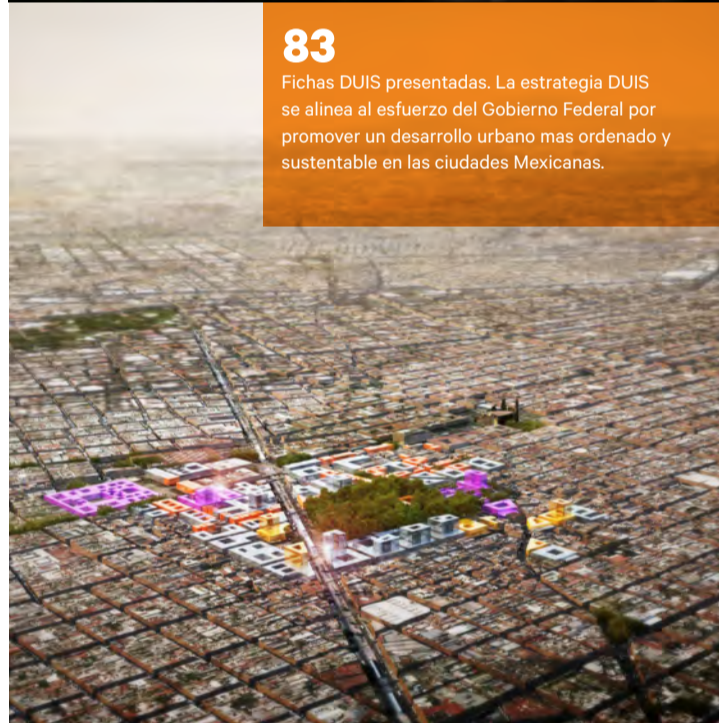 83
Fichas DUIS presentadas. La estrategia DUIS
se alinea al esfuerzo del Gobierno Federal por
promover un desarrollo urbano mas ordenado y
sustentable en las ciudades Mexicanas.